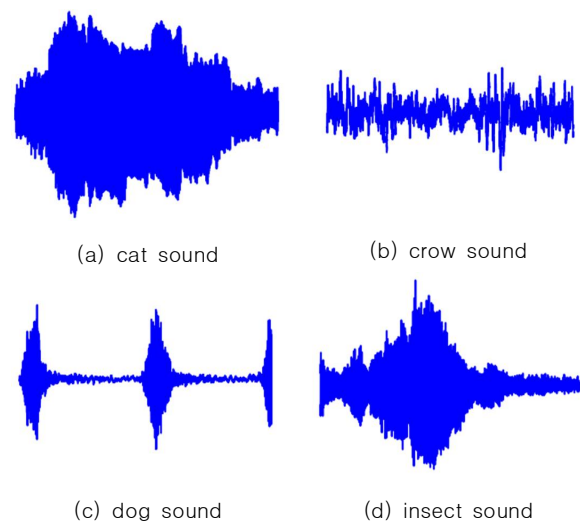 (a) cat sound
(b) crow sound
(c) dog sound
(d) insect sound